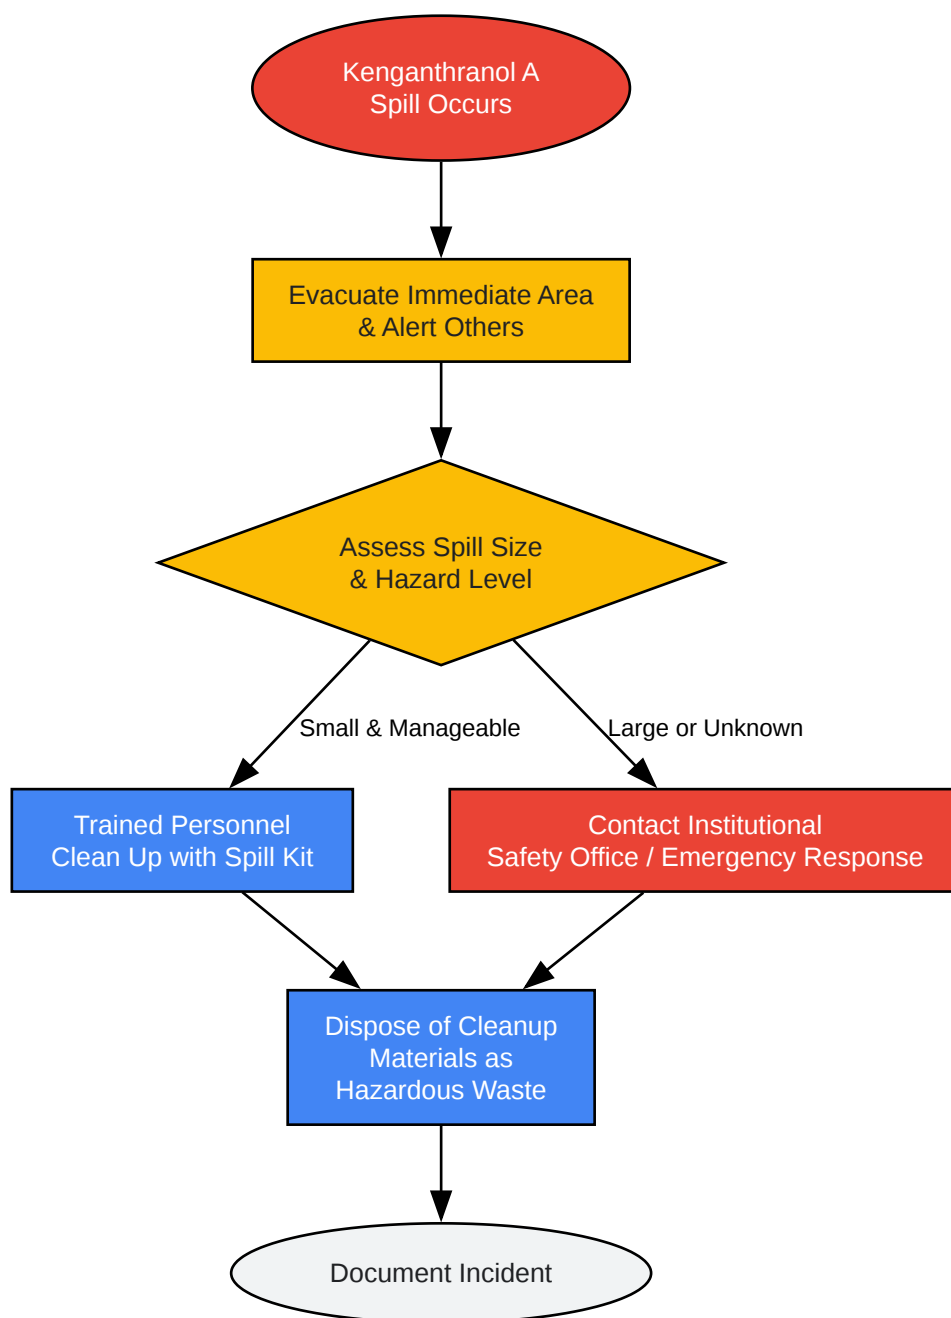 Kenganthranol A
Spill Occurs
Evacuate Immediate Area
& Alert Others
Assess Spill Size
& Hazard Level
Small & Manageable
Large or Unknown
Trained Personnel
Clean Up with Spill Kit
Contact Institutional
Safety Office / Emergency Response
Dispose of Cleanup
Materials as
Hazardous Waste
Document Incident